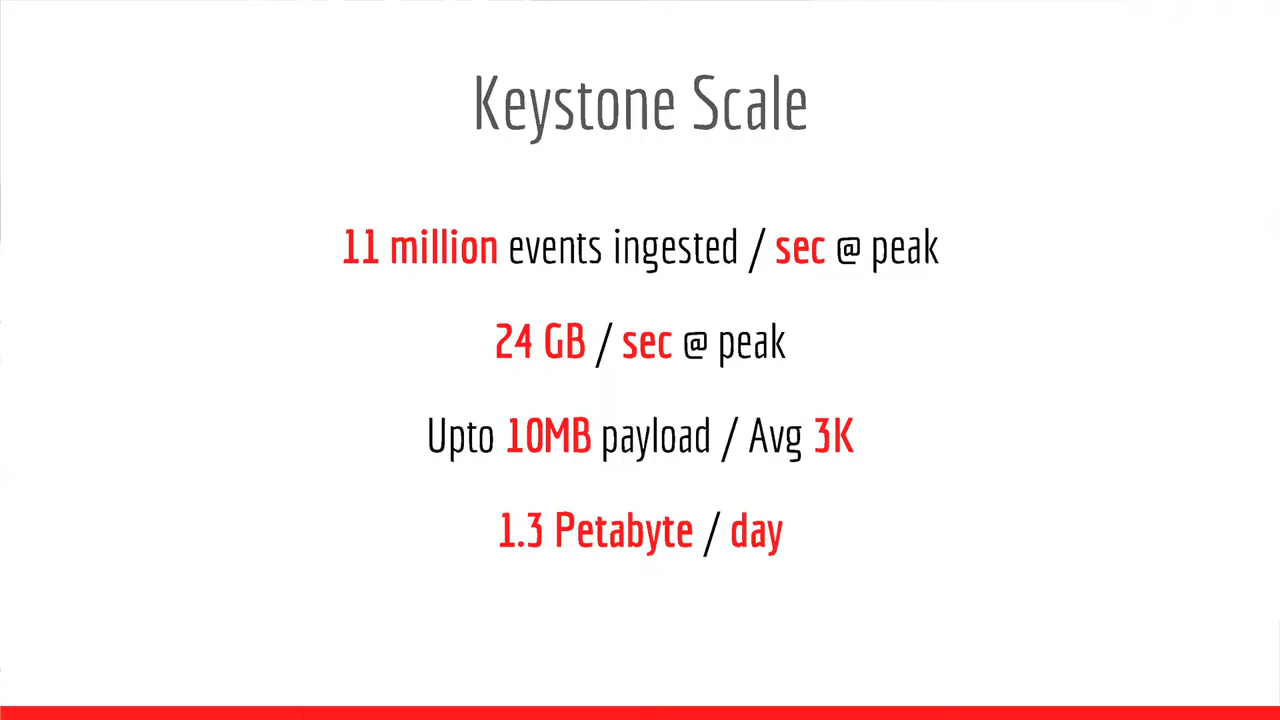 Keystone Scale
11 million events ingested / sec @ peak
24 GB / sec @ peak
Upto 10MB payload / Avg 3K
1.3 Petabyte / day